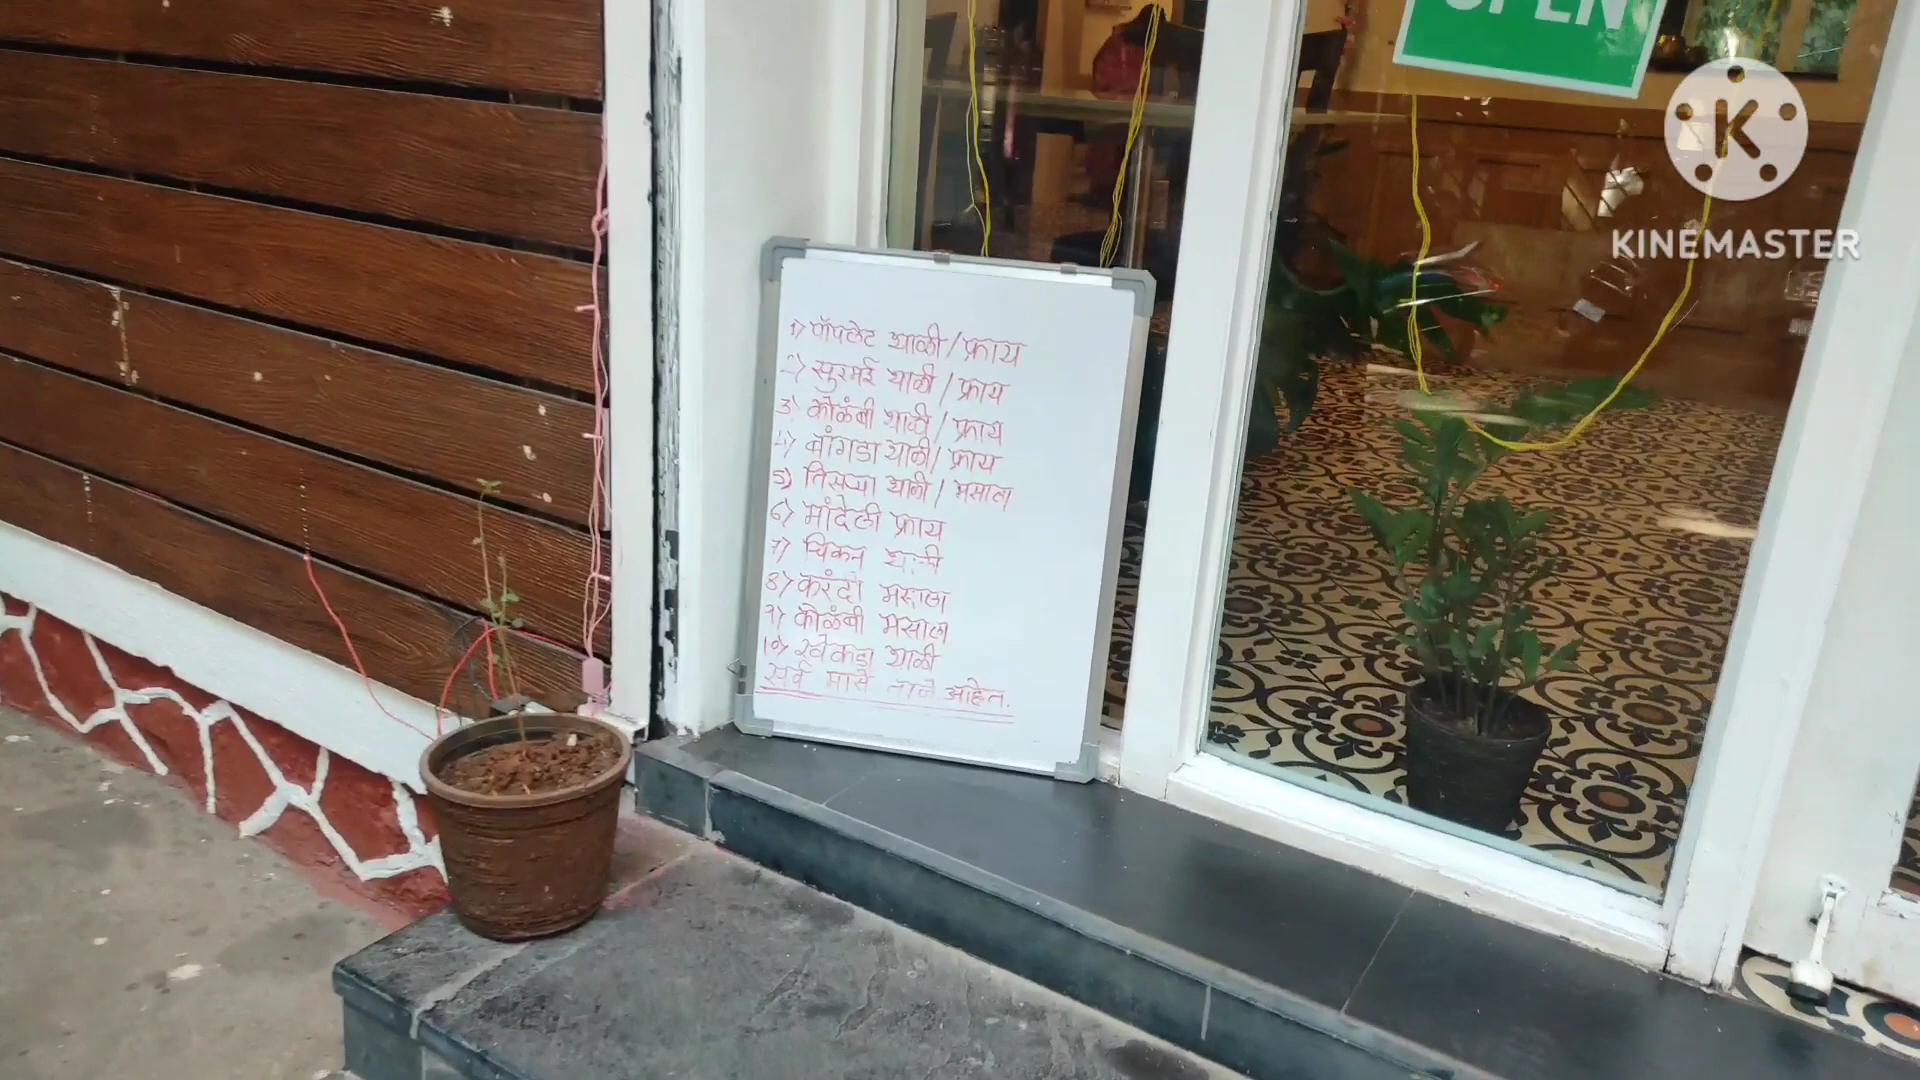 OPEN
KINEMASTER
1) पॉपलेट थाळी / फ्राय
2) सुरमई थाळी / फ्राय
3) कोळंबी थाळी / फ्राय
4) बांगडा थाळी / फ्राय
5) तिसऱ्या थाळी / मसाला
6) मांदेली फ्राय
7) चिकन थाळी
8) करंदी मसाला
9) कोळंबी मसाला
10) खेकडा थाळी
सर्व मासे ताजे आहेत.